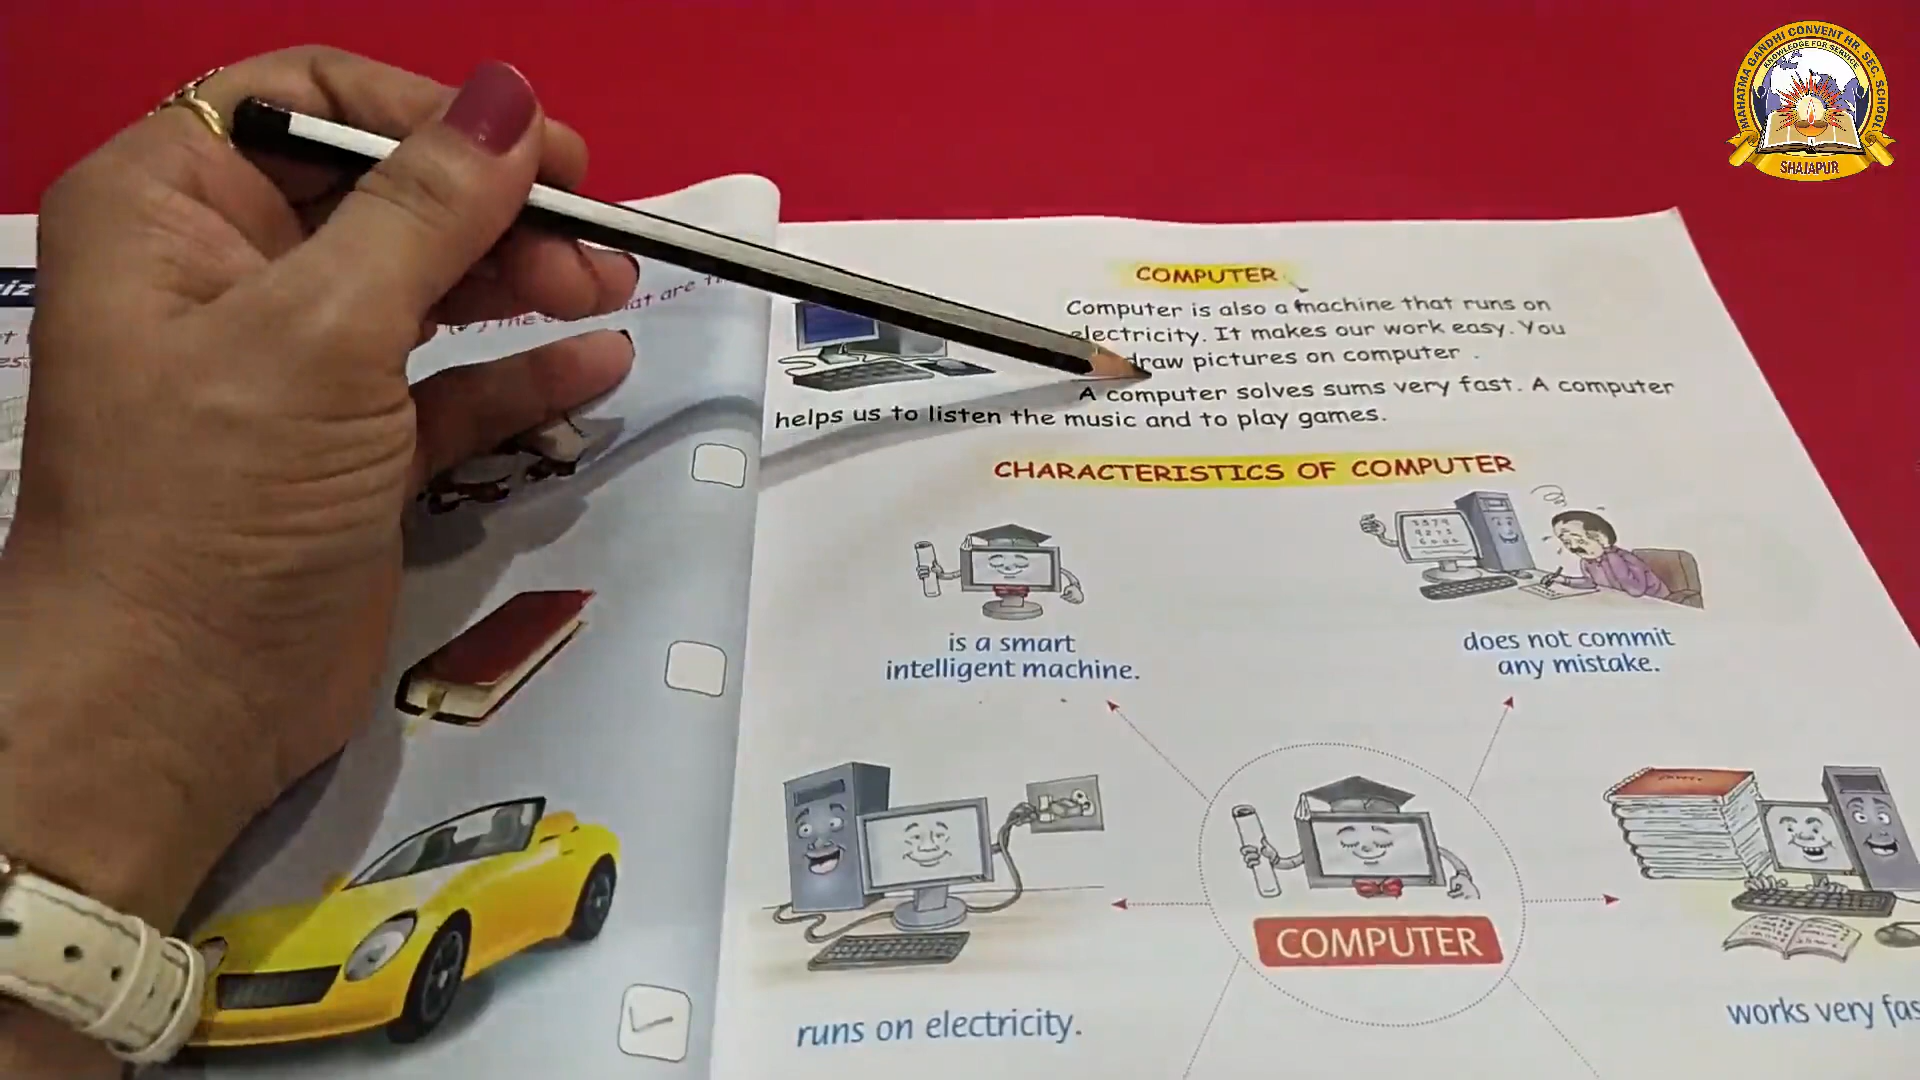 MAHATMA GANDHI CONVENT HR. SEC. SCHOOL
KNOWLEDGE FOR SERVICE
SHAJAPUR
at are
COMPUTER
Computer is also a machine that runs on
electricity. It makes our work easy. You
draw pictures on computer .
A computer solves sums very fast. A computer
helps us to listen the music and to play games.
CHARACTERISTICS OF COMPUTER
is a smart
intelligent machine.
does not commit
any mistake.
COMPUTER
runs on electricity.
works very fas